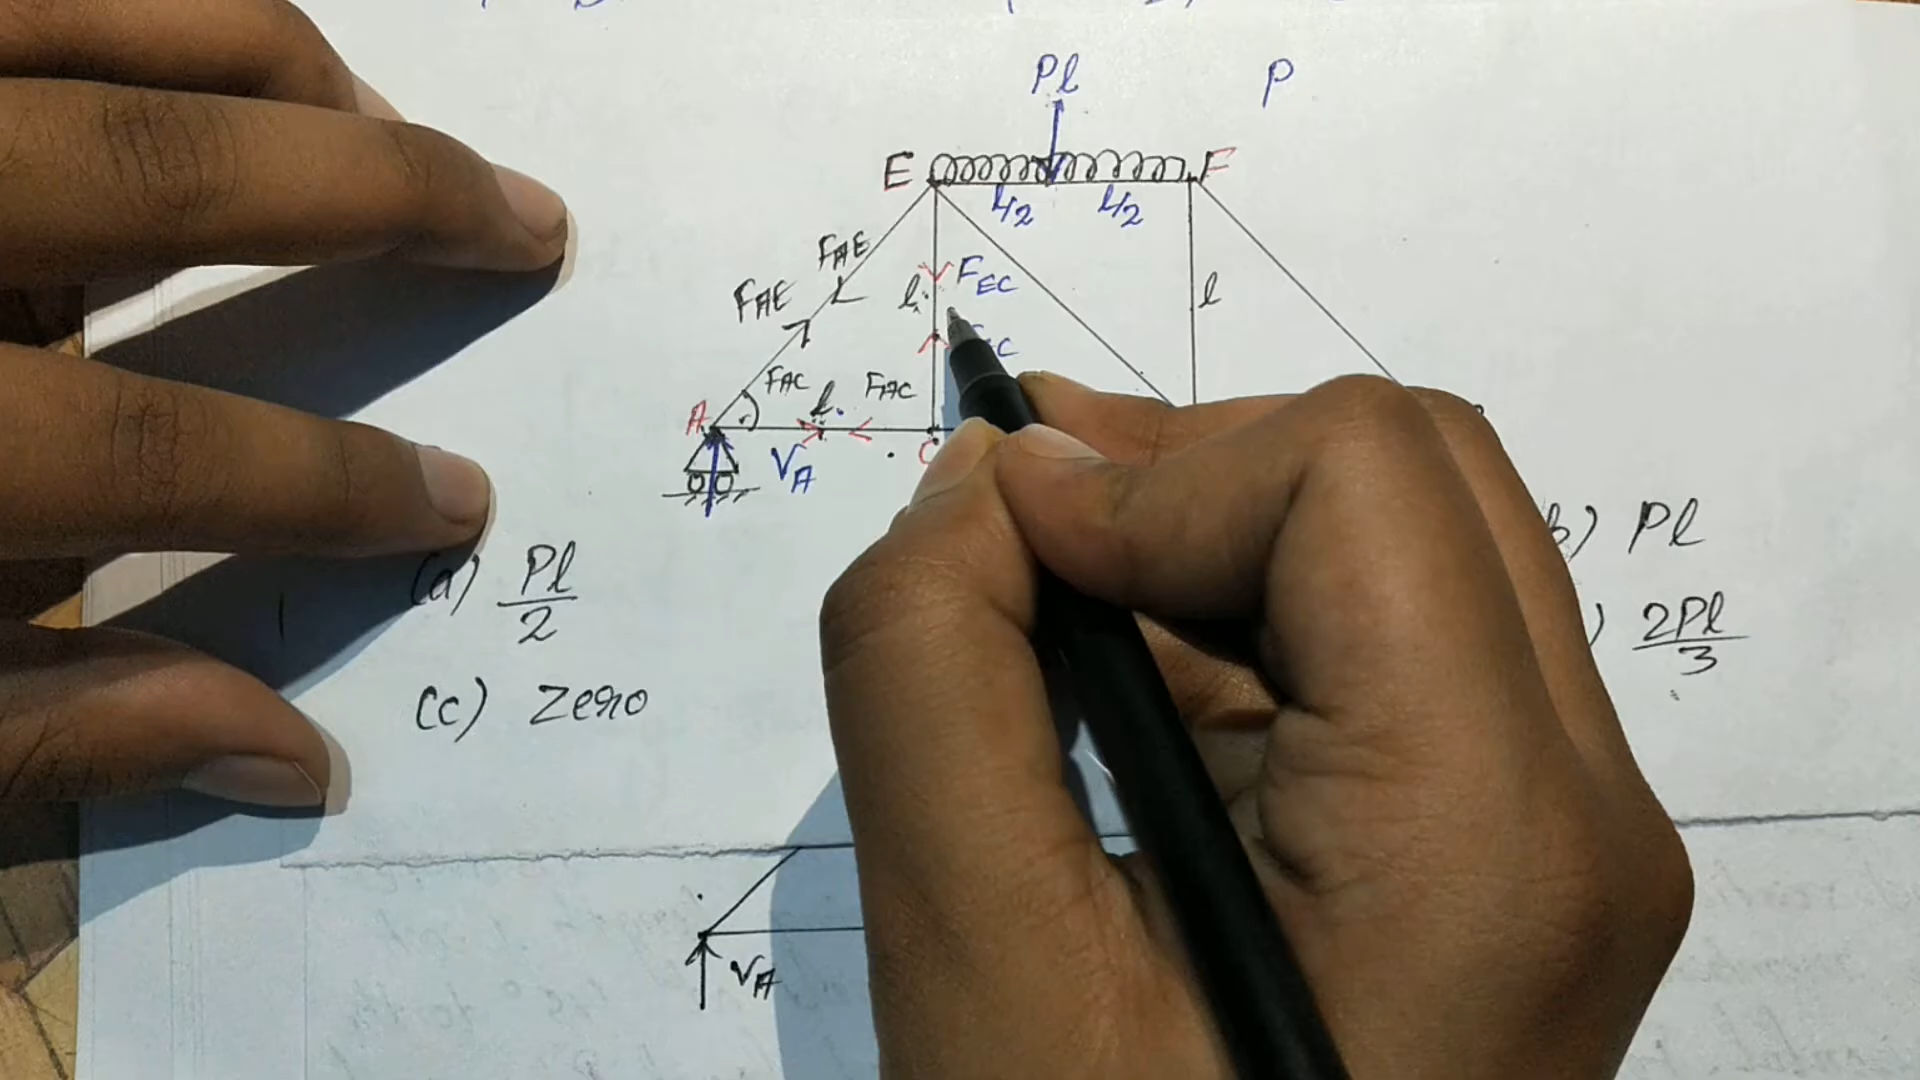 Pl
P
E
F
l/2
l/2
FAE
FAE
FEC
l
l
FAC
FAC
l
A
VA
C
(a) Pl/2
b) Pl
(c) Zero
) 2Pl/3
VA